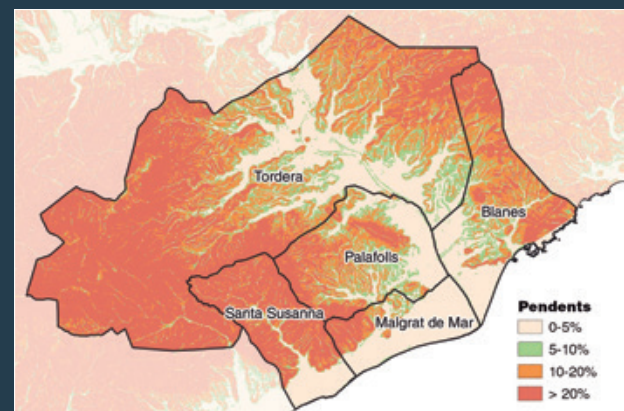 Tordera
Blanes
Palafolls
Santa Susanna
Malgrat de Mar
Pendents
0-5%
5-10%
10-20%
> 20%